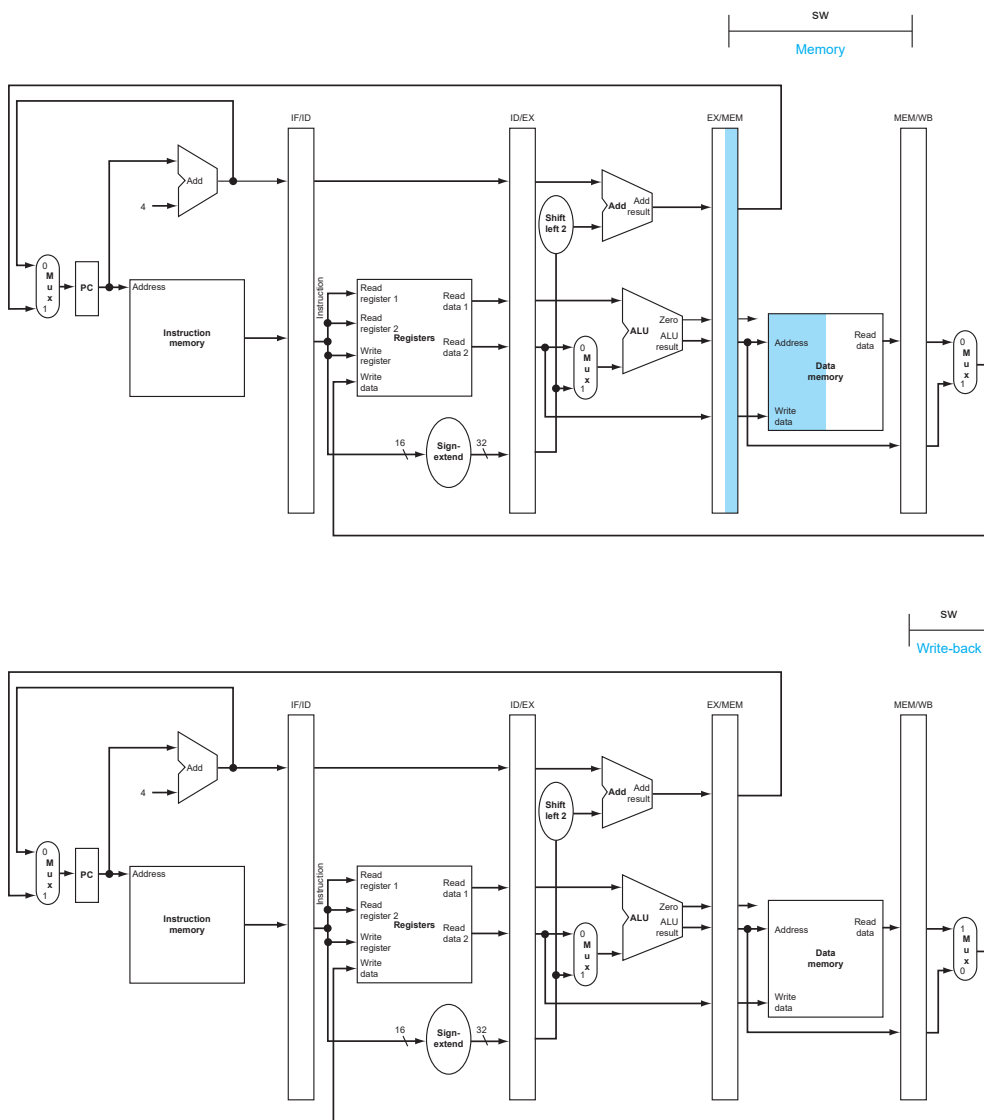 sw
Memory
IF/ID
ID/EX
EX/MEM
MEM/WB
Add
4
Shift
left 2
Add
Add
result
0
M
u
x
1
PC
Address
Instruction
memory
Instruction
Read
register 1
Read
register 2
Write
register
Write
data
Registers
Read
data 1
Read
data 2
0
M
u
x
1
ALU
Zero
ALU
result
Address
Write
data
Data
memory
Read
data
0
M
u
x
1
16
Sign-
extend
32
sw
Write-back
IF/ID
ID/EX
EX/MEM
MEM/WB
Add
4
Shift
left 2
Add
Add
result
0
M
u
x
1
PC
Address
Instruction
memory
Instruction
Read
register 1
Read
register 2
Write
register
Write
data
Registers
Read
data 1
Read
data 2
0
M
u
x
1
ALU
Zero
ALU
result
Address
Write
data
Data
memory
Read
data
1
M
u
x
0
16
Sign-
extend
32